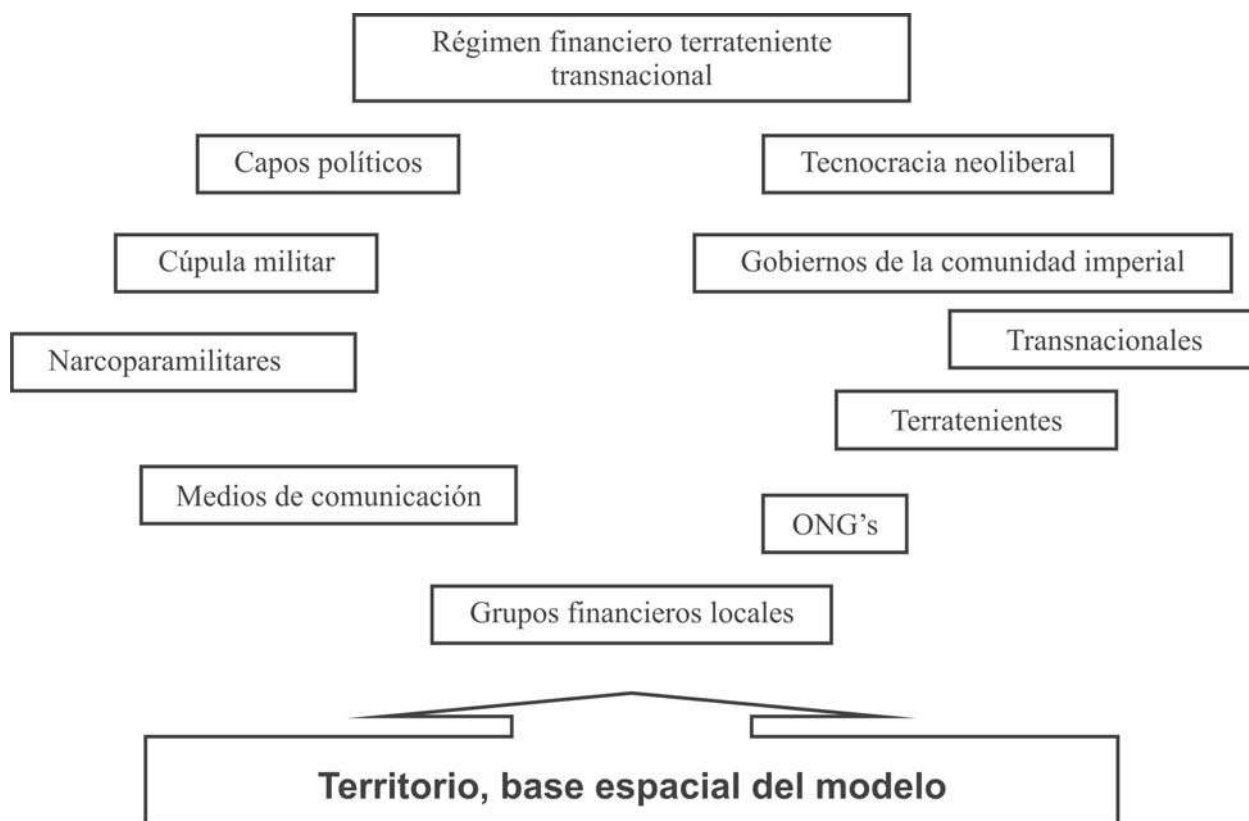 Régimen financiero terrateniente
transnacional
Capos políticos
Tecnocracia neoliberal
Cúpula militar
Gobiernos de la comunidad imperial
Narcoparamilitares
Transnacionales
Terratenientes
Medios de comunicación
ONG’s
Grupos financieros locales
Territorio, base espacial del modelo